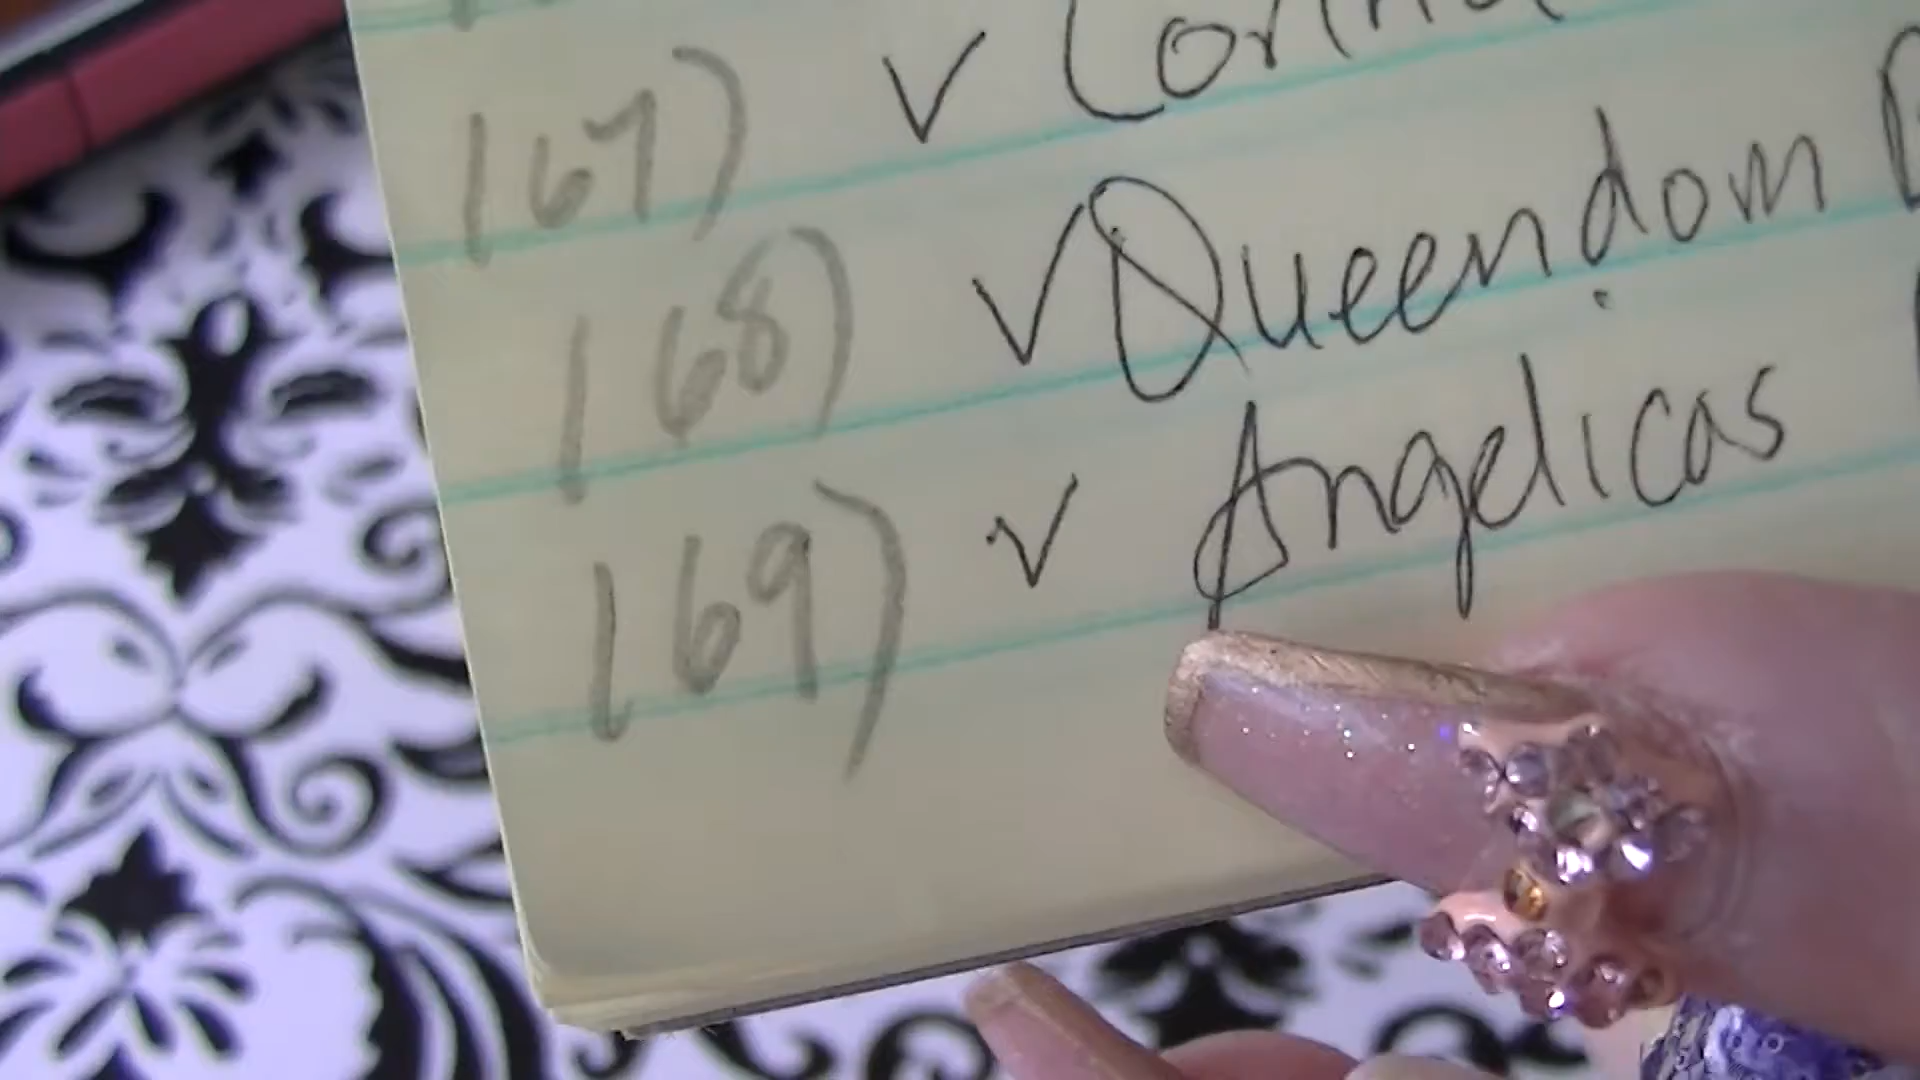 167) ✓
168) ✓ Queendom
169) ✓ Angelicas